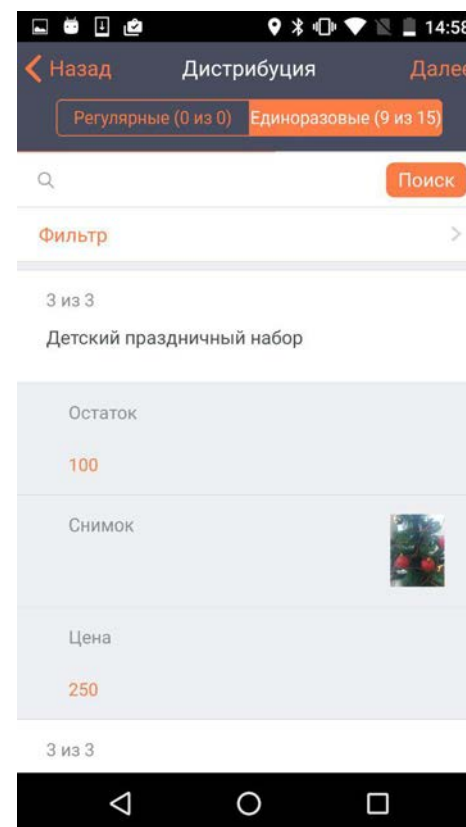 14:58
Назад Дистрибуция Далее
Регулярные (0 из 0) Единоразовые (9 из 15)
Поиск
Фильтр
3 из 3
Детский праздничный набор
Остаток
100
Снимок
Цена
250
3 из 3